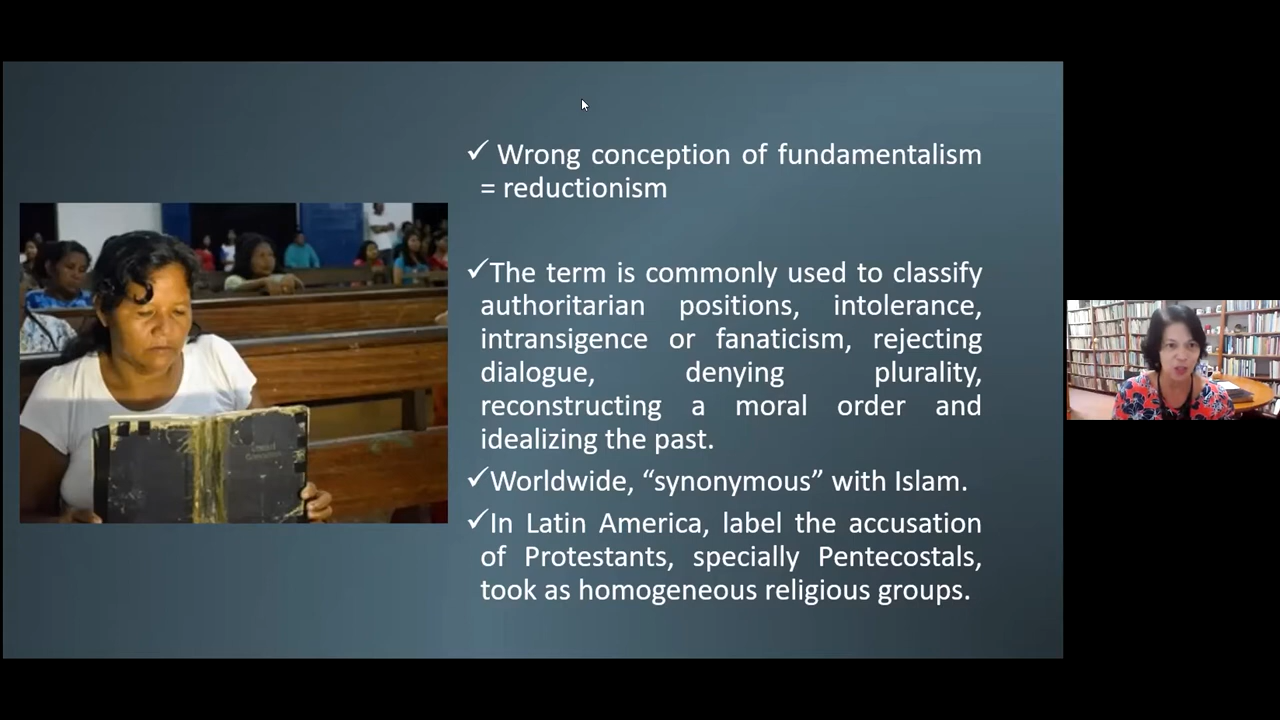 ✓ Wrong conception of fundamentalism
= reductionism
✓The term is commonly used to classify
authoritarian positions, intolerance,
intransigence or fanaticism, rejecting
dialogue, denying plurality,
reconstructing a moral order and
idealizing the past.
✓Worldwide, “synonymous” with Islam.
✓In Latin America, label the accusation
of Protestants, specially Pentecostals,
took as homogeneous religious groups.